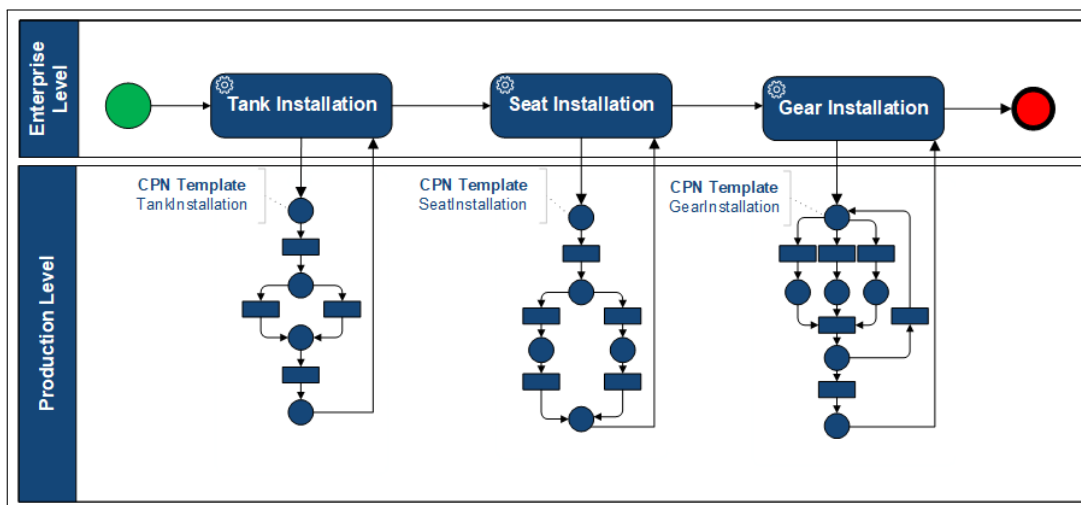 Enterprise
Level
Tank Installation
Seat Installation
Gear Installation
Production Level
CPN Template
TankInstallation
CPN Template
SeatInstallation
CPN Template
GearInstallation